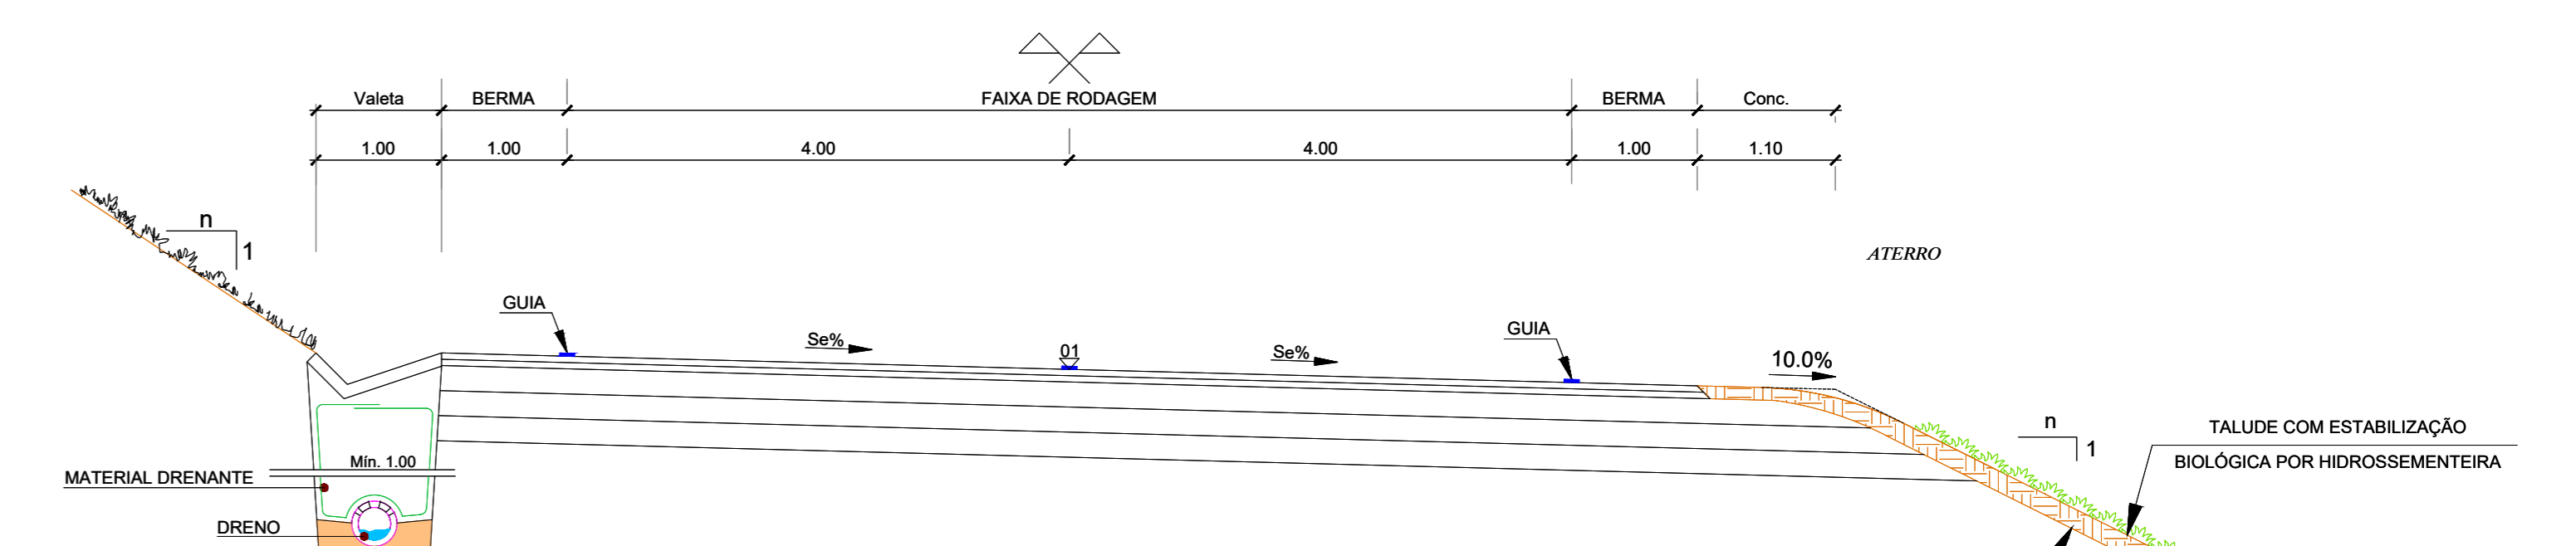 Valeta
BERMA
FAIXA DE RODAGEM
BERMA
Conc.
1.00
1.00
4.00
4.00
1.00
1.10
n
1
ATERRO
GUIA
Se%
01
Se%
GUIA
10.0%
n
1
TALUDE COM ESTABILIZAÇÃO
BIOLÓGICA POR HIDROSSEMENTEIRA
Mín. 1.00
MATERIAL DRENANTE
DRENO